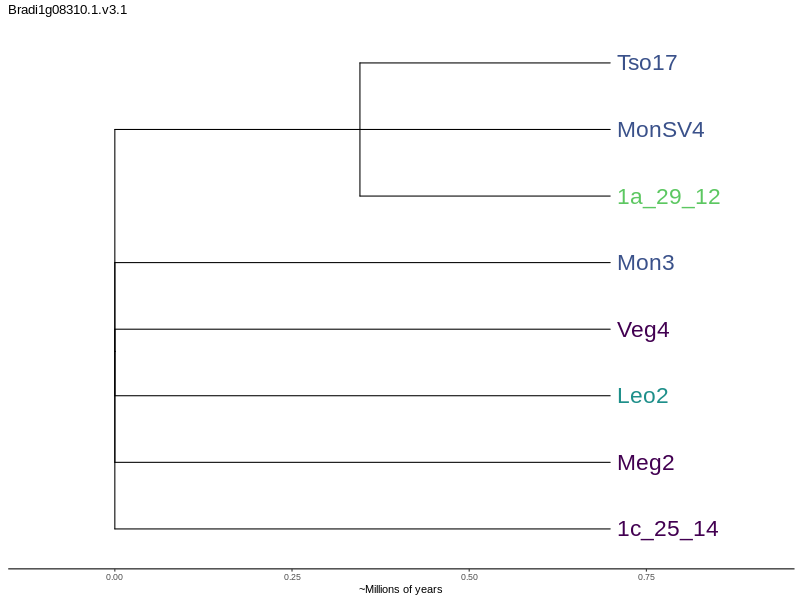 Bradi1g08310.1.v3.1
Tso17
MonSV4
1a_29_12
Mon3
Veg4
Leo2
Meg2
1c_25_14
0.00 0.25 0.50 0.75
~Millions of years